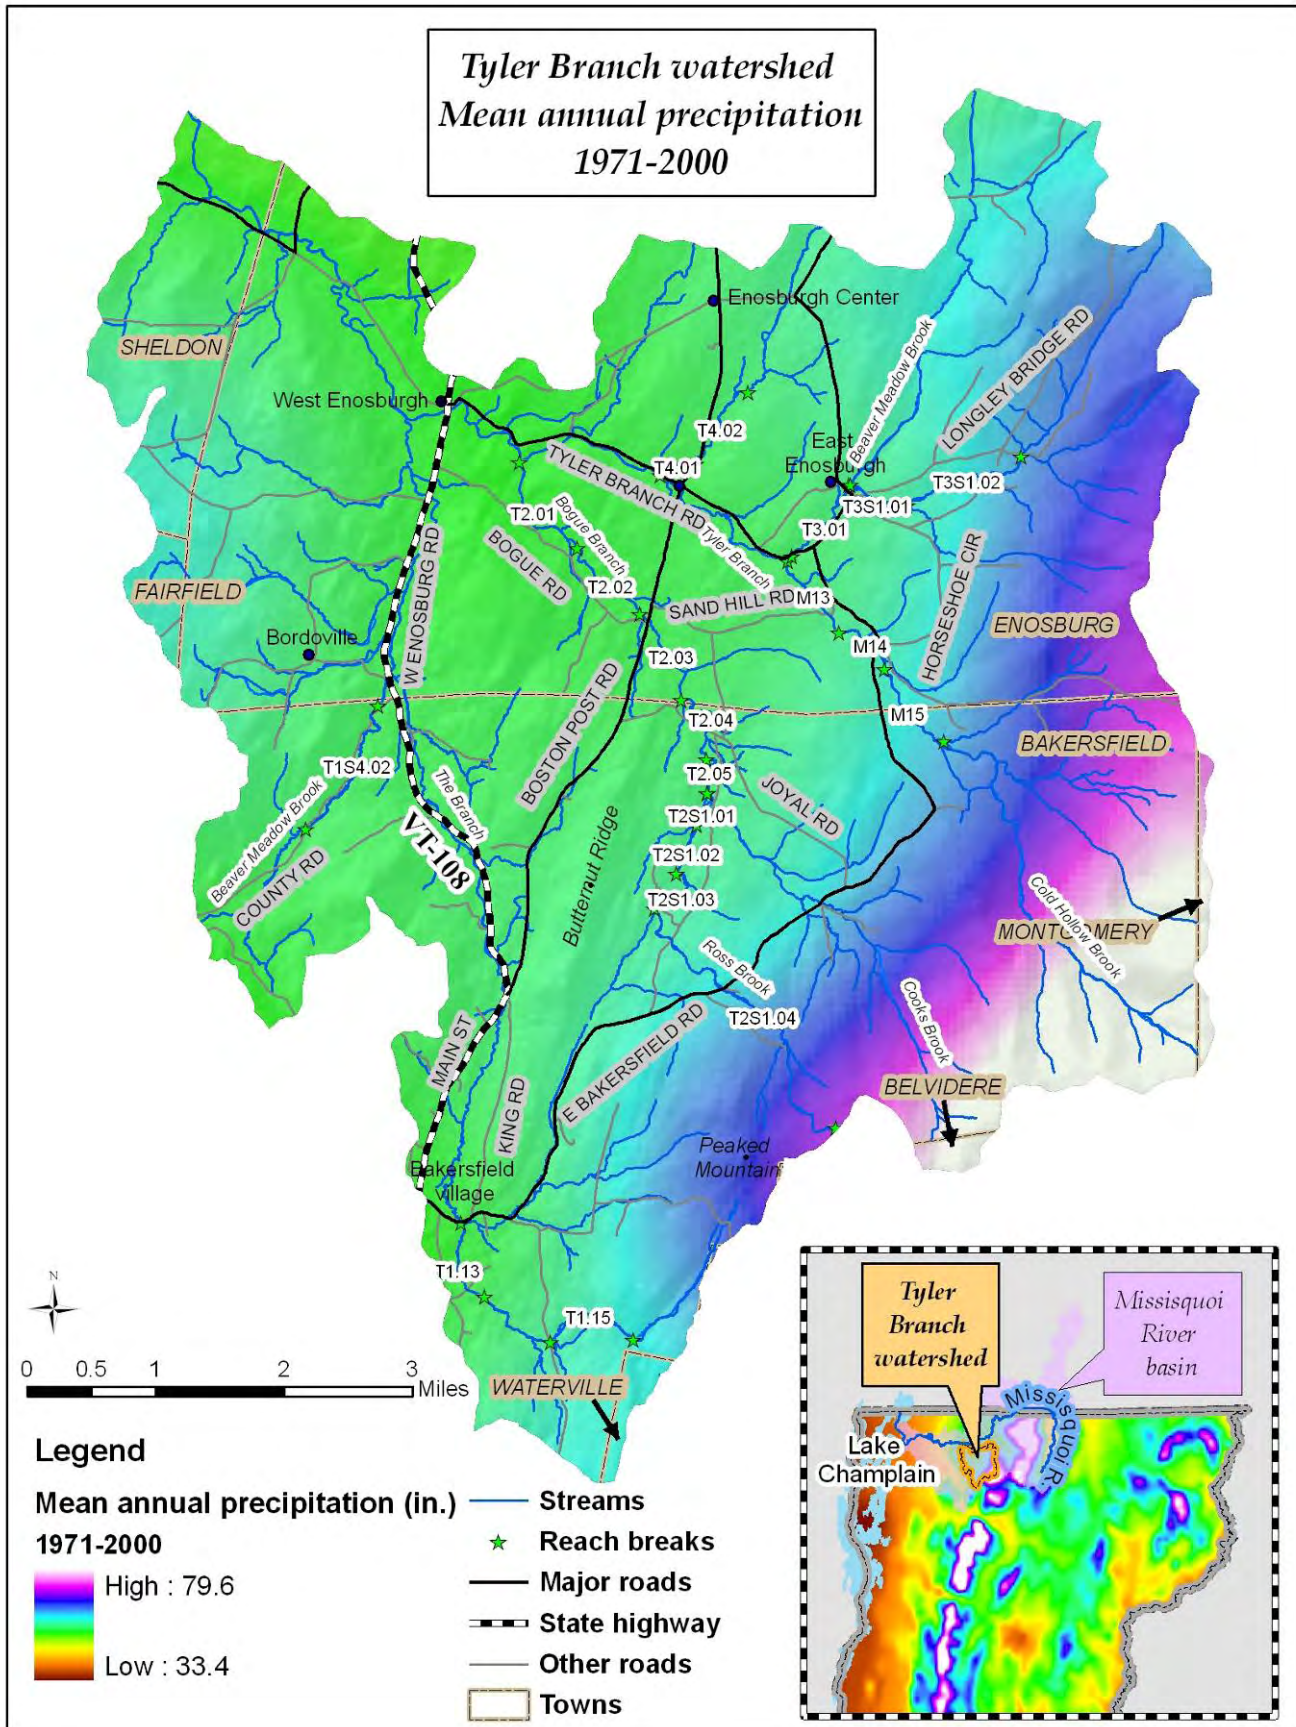 Tyler Branch watershed
Mean annual precipitation
1971-2000
Enosburgh Center
SHELDON
Beaver Meadow Brook
LONGLEY BRIDGE RD
West Enosburgh
T4.02
East
Enosburgh
T4.01
TYLER BRANCH RD
T3S1.02
T3S1.01
T2.01
Bogue Branch
T3.01
Tyler Branch
BOGUE RD
W ENOSBURG RD
T2.02
FAIRFIELD
SAND HILL RD
M13
HORSESHOE CIR
ENOSBURG
Bordoville
T2.03
M14
BOSTON POST RD
T2.04
M15
BAKERSFIELD
T1S4.02
The Branch
T2.05
JOYAL RD
VT-108
T2S1.01
Beaver Meadow Brook
COUNTY RD
Butternut Ridge
T2S1.02
T2S1.03
Cold Hollow Brook
MONTGOMERY
Ross Brook
Cooks Brook
T2S1.04
MAIN ST
E BAKERSFIELD RD
KING RD
BELVIDERE
Peaked
Mountain
Bakersfield
village
T1.13
T1.15
WATERVILLE
N
0 0.5 1 2 3
Miles
Legend
Mean annual precipitation (in.)
1971-2000
High : 79.6
Low : 33.4
Streams
Reach breaks
Major roads
State highway
Other roads
Towns
Tyler
Branch
watershed
Missisquoi
River
basin
Missisquoi R.
Lake
Champlain